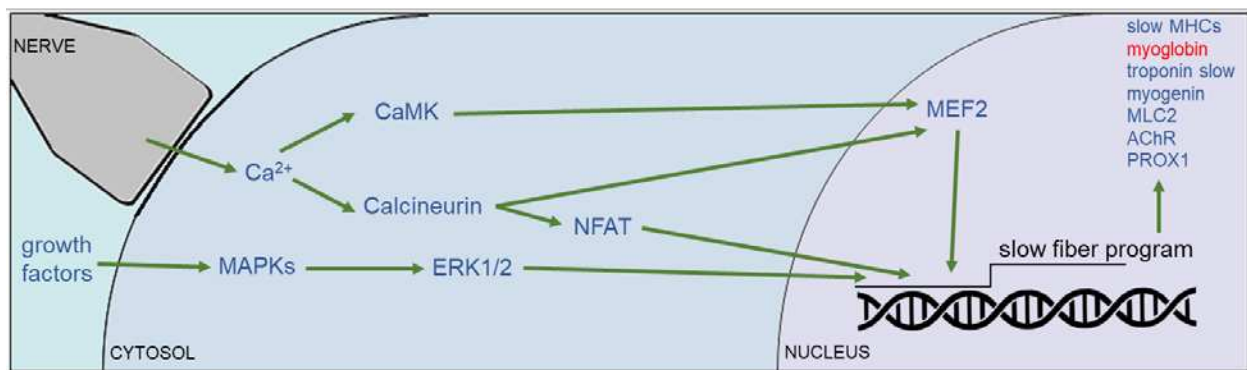 NERVE
slow MHCs
myoglobin
troponin slow
myogenin
MLC2
AChR
PROX1
CaMK
MEF2
Ca²⁺
Calcineurin
NFAT
growth
factors
MAPKs
ERK1/2
slow fiber program
CYTOSOL
NUCLEUS